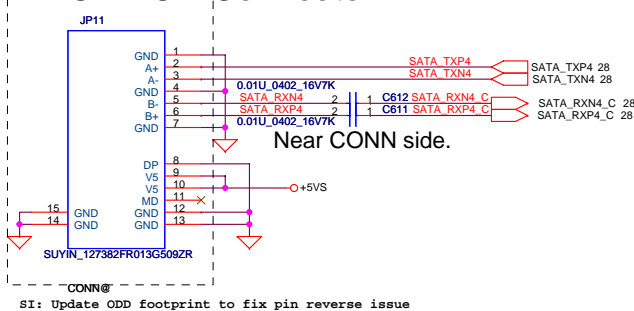 JP11
GND 1
A+ 2 SATA_TXP4 SATA_TXP4 28
A- 3 SATA_TXN4 SATA_TXN4 28
GND 4 0.01U_0402_16V7K
B- 5 SATA_RXN4 2 1 C612 SATA_RXN4_C SATA_RXN4_C 28
B+ 6 SATA_RXP4 2 1 C611 SATA_RXP4_C SATA_RXP4_C 28
GND 7 0.01U_0402_16V7K
Near CONN side.
DP 8
V5 9
V5 10 +5VS
MD 11
15 GND GND 12
14 GND GND 13
SUYIN_127382FR013G509ZR
CONN@
SI: Update ODD footprint to fix pin reverse issue